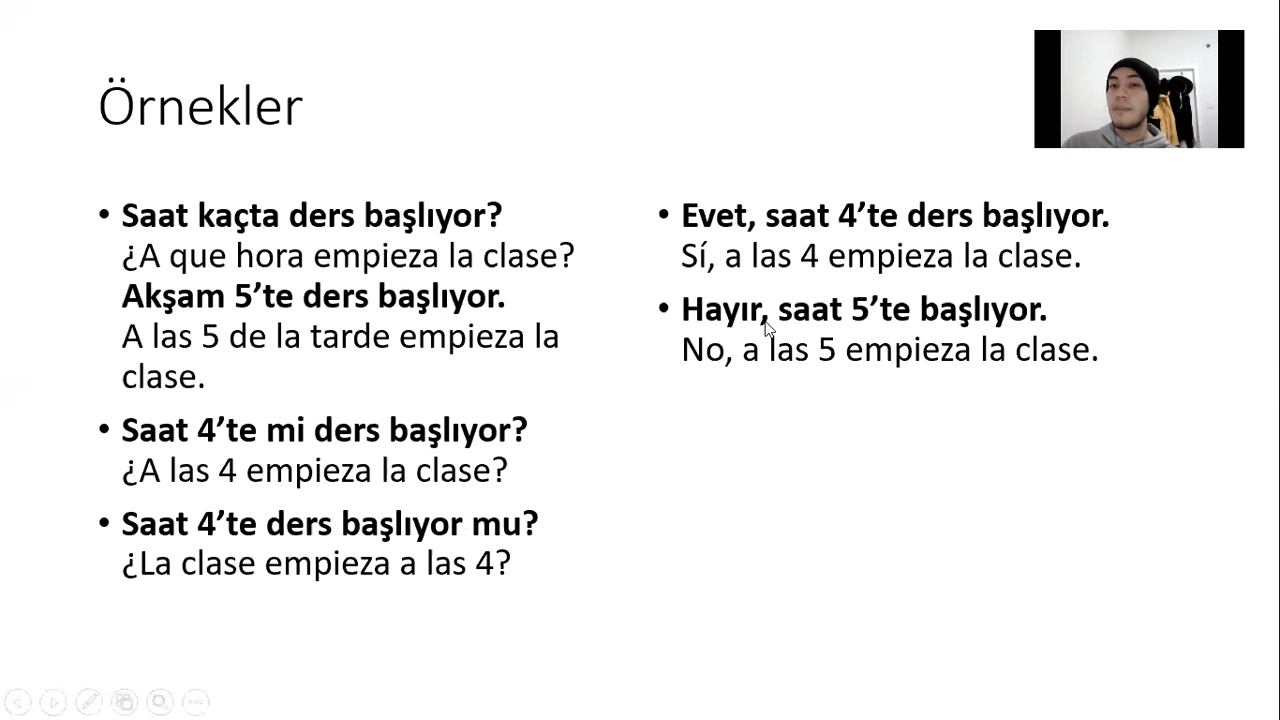 Örnekler
• Saat kaçta ders başlıyor?
¿A que hora empieza la clase?
Akşam 5’te ders başlıyor.
A las 5 de la tarde empieza la
clase.
• Saat 4’te mi ders başlıyor?
¿A las 4 empieza la clase?
• Saat 4’te ders başlıyor mu?
¿La clase empieza a las 4?
• Evet, saat 4’te ders başlıyor.
Sí, a las 4 empieza la clase.
• Hayır, saat 5’te başlıyor.
No, a las 5 empieza la clase.